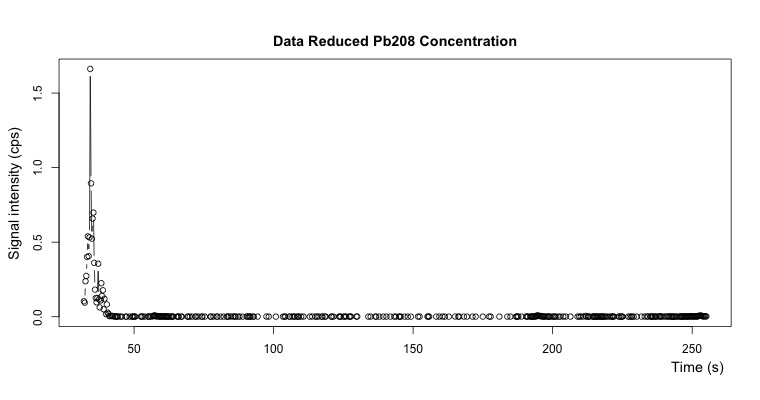 Data Reduced Pb208 Concentration
Signal intensity (cps)
1.5
1.0
0.5
0.0
50 100 150 200 250
Time (s)